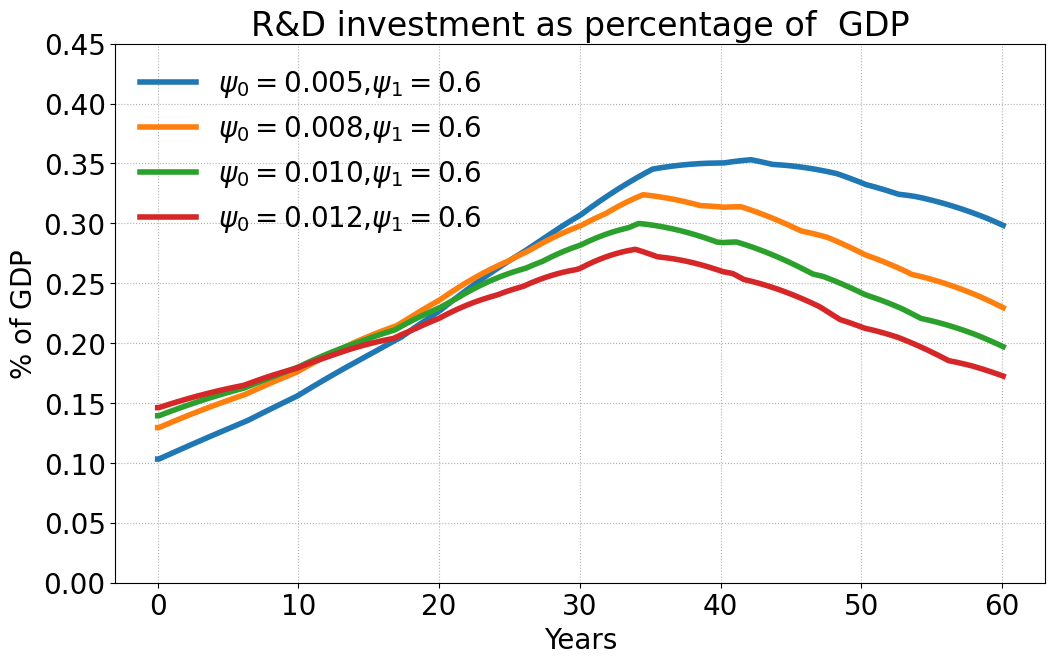 R&D investment as percentage of  GDP
% of GDP
0.45
0.40
0.35
0.30
0.25
0.20
0.15
0.10
0.05
0.00
ψ₀ = 0.005,ψ₁ = 0.6
ψ₀ = 0.008,ψ₁ = 0.6
ψ₀ = 0.010,ψ₁ = 0.6
ψ₀ = 0.012,ψ₁ = 0.6
0 10 20 30 40 50 60
Years